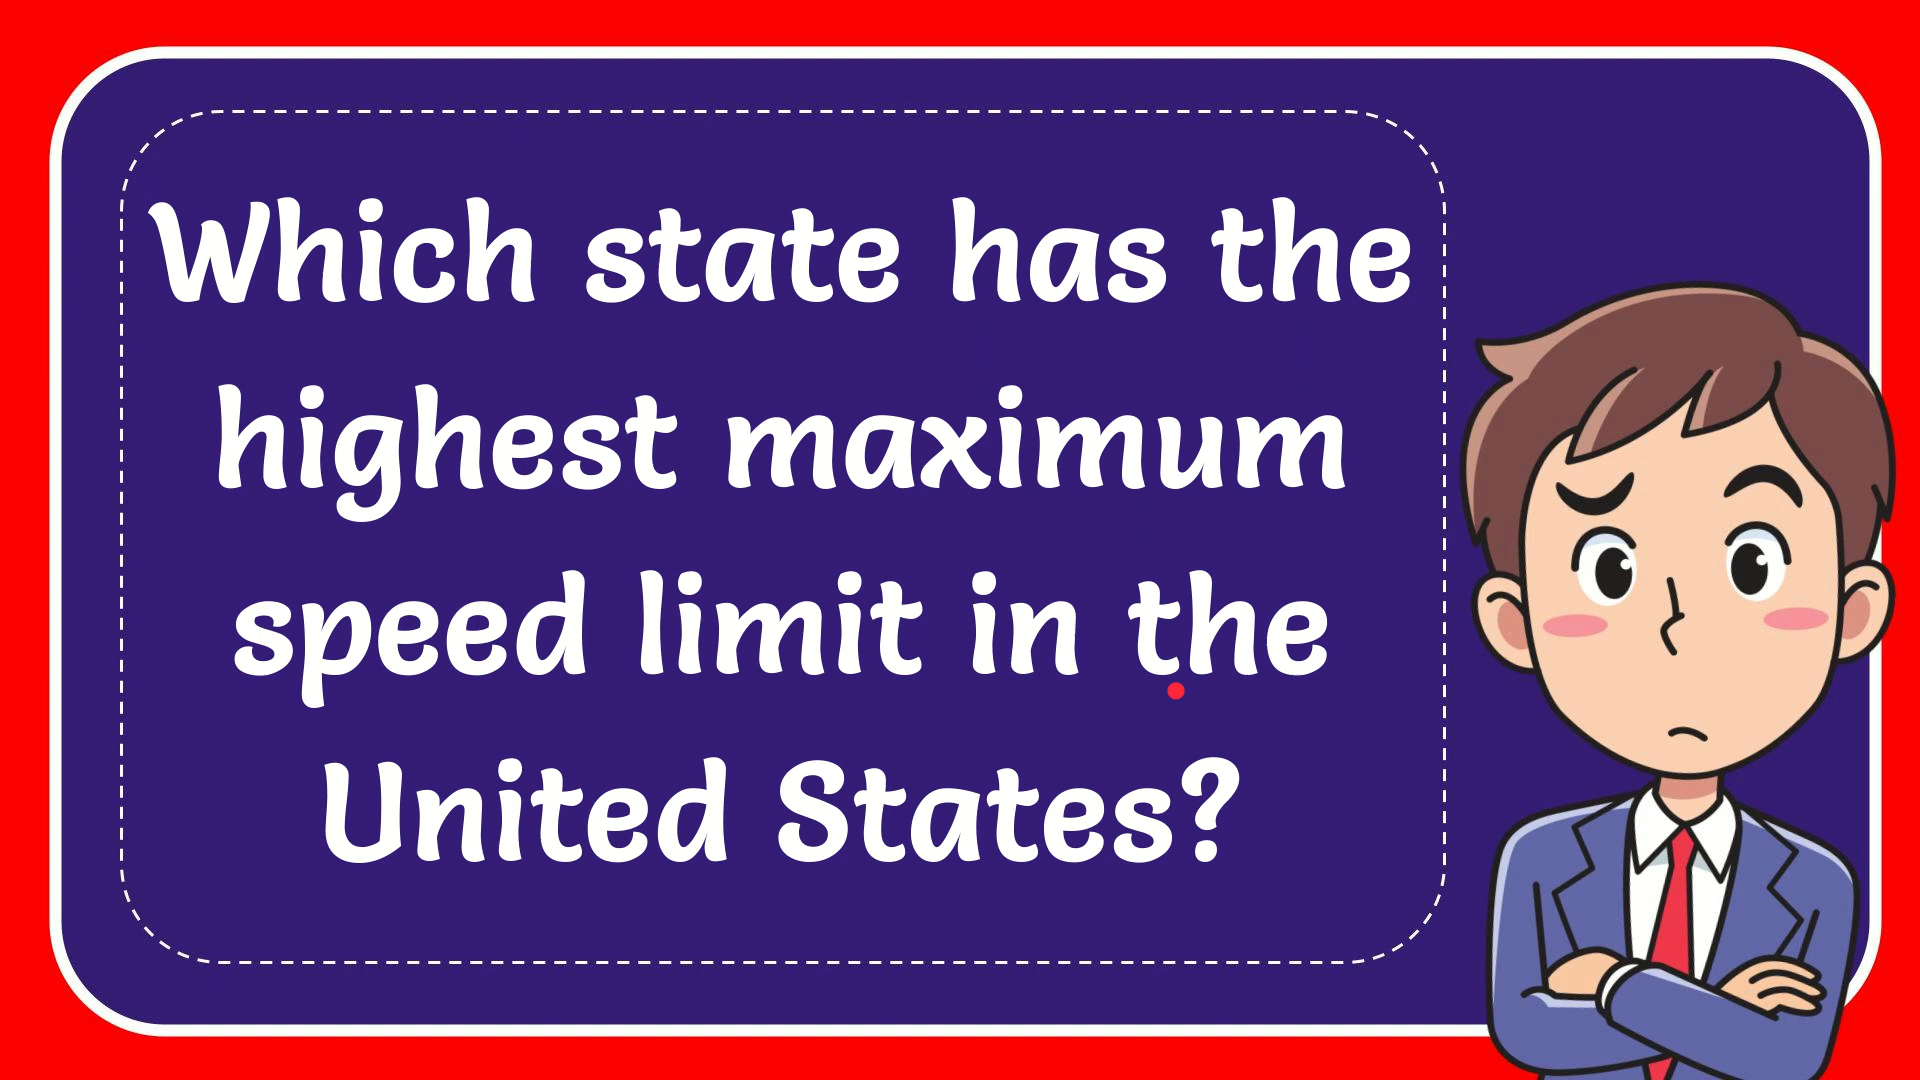 Which state has the
highest maximum
speed limit in the
United States?